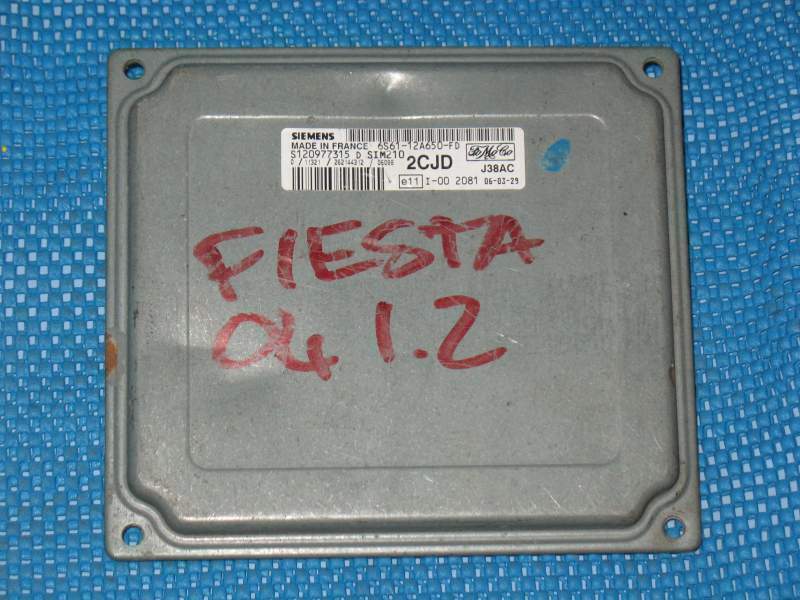 SIEMENS
MADE IN FRANCE 6S61-12A650-FD
S120977315 D SIM210
2CJD
FoMoCo
J38AC
e11 I-00 2081 06-03-29
FIESTA
04 1.2